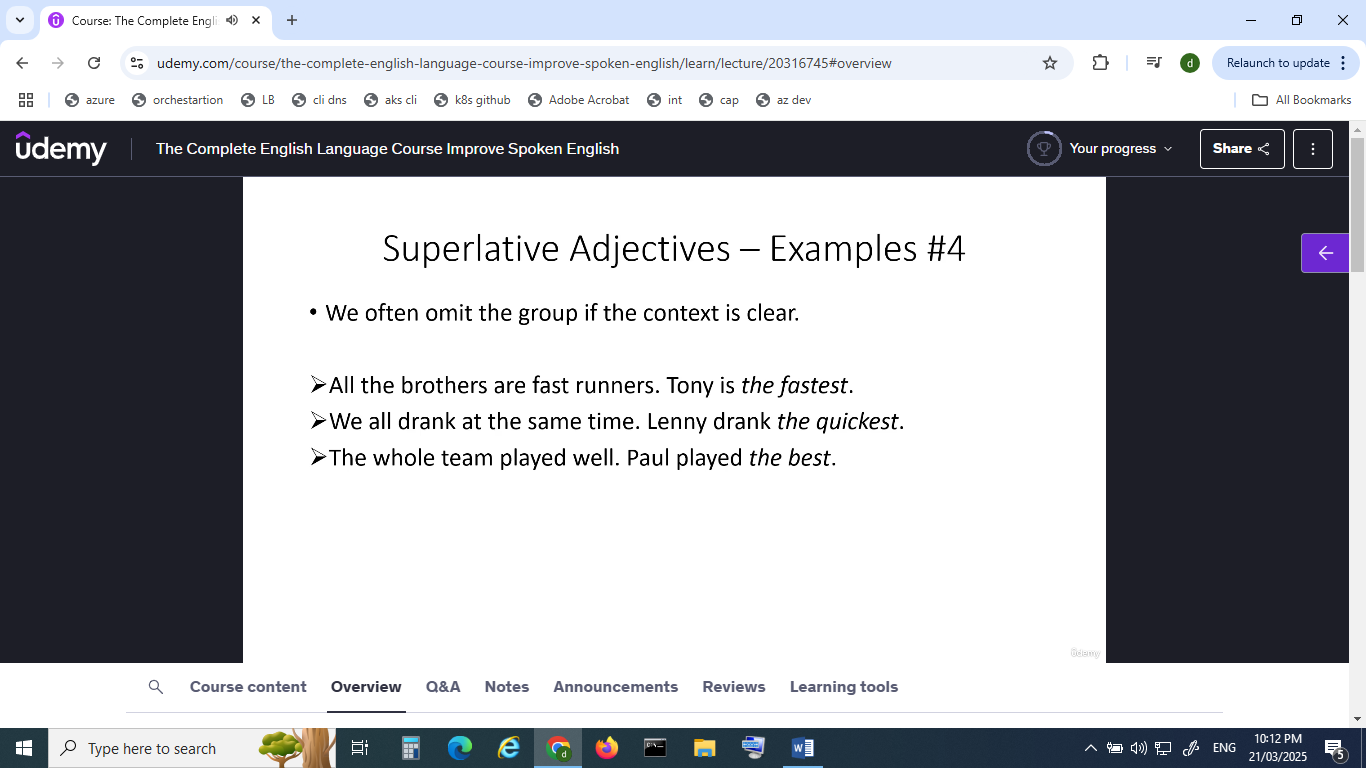 Course: The Complete Engli
udemy.com/course/the-complete-english-language-course-improve-spoken-english/learn/lecture/20316745#overview
d
Relaunch to update
azure
orchestartion
LB
cli dns
aks cli
k8s github
Adobe Acrobat
int
cap
az dev
All Bookmarks
udemy
The Complete English Language Course Improve Spoken English
Your progress
Share
Superlative Adjectives – Examples #4
• We often omit the group if the context is clear.
➢All the brothers are fast runners. Tony is the fastest.
➢We all drank at the same time. Lenny drank the quickest.
➢The whole team played well. Paul played the best.
udemy
Course content
Overview
Q&A
Notes
Announcements
Reviews
Learning tools
Type here to search
ENG
10:12 PM
21/03/2025
5